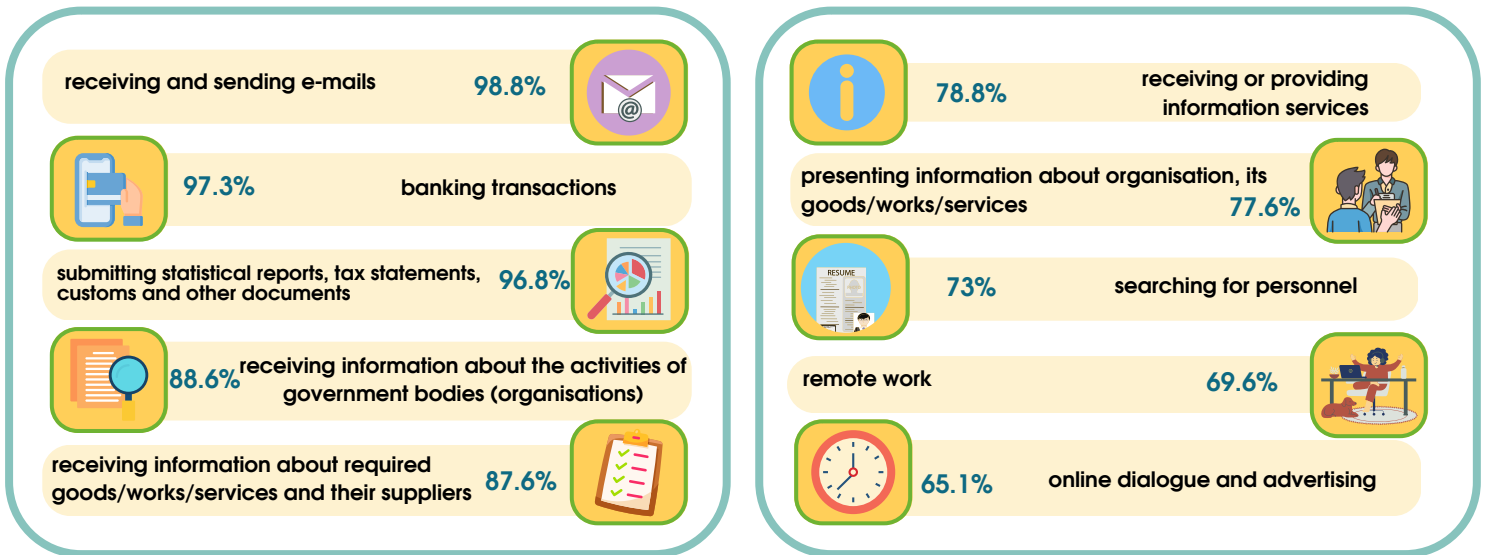 receiving and sending e-mails 98.8%
97.3% banking transactions
submitting statistical reports, tax statements, 96.8%
customs and other documents
88.6% receiving information about the activities of
government bodies (organisations)
receiving information about required
goods/works/services and their suppliers 87.6%
78.8% receiving or providing
information services
presenting information about organisation, its
goods/works/services 77.6%
RESUME
73% searching for personnel
remote work 69.6%
65.1% online dialogue and advertising